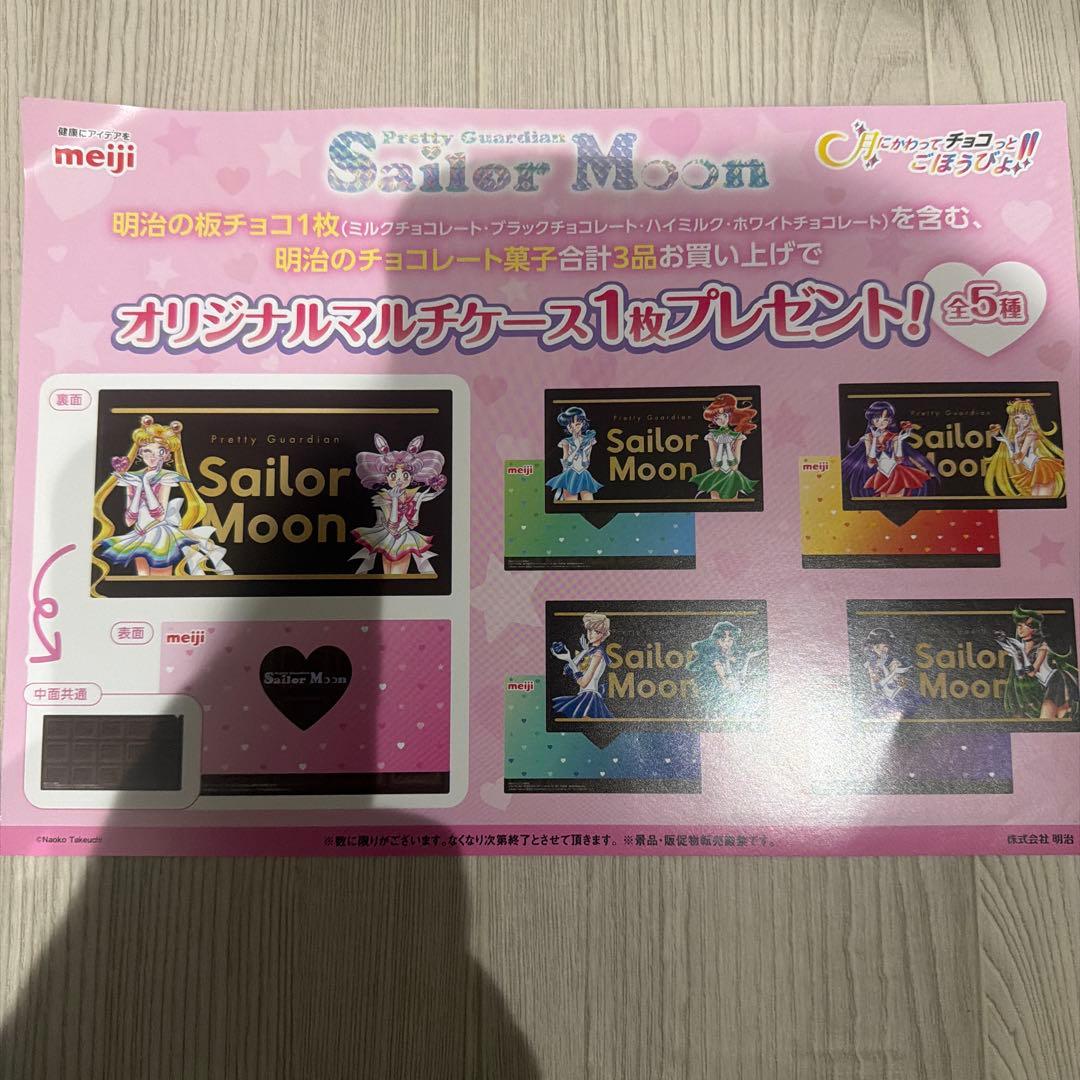 健康にアイデアを
meiji
Pretty Guardian
Sailor Moon
月にかわってチョコっと
ごほうびよ!!
明治の板チョコ1枚(ミルクチョコレート・ブラックチョコレート・ハイミルク・ホワイトチョコレート)を含む、
明治のチョコレート菓子合計3品お買い上げで
オリジナルマルチケース1枚プレゼント!
全5種
裏面
Pretty Guardian
Sailor
Moon
表面
meiji
Sailor Moon
中面共通
Pretty Guardian
Sailor
Moon
meiji
Pretty Guardian
Sailor
Moon
meiji
Sailor
Moon
meiji
Sailor
Moon
©Naoko Takeuchi
※数に限りがございます。なくなり次第終了とさせて頂きます。 ※景品・販促物転売厳禁です。
株式会社 明治